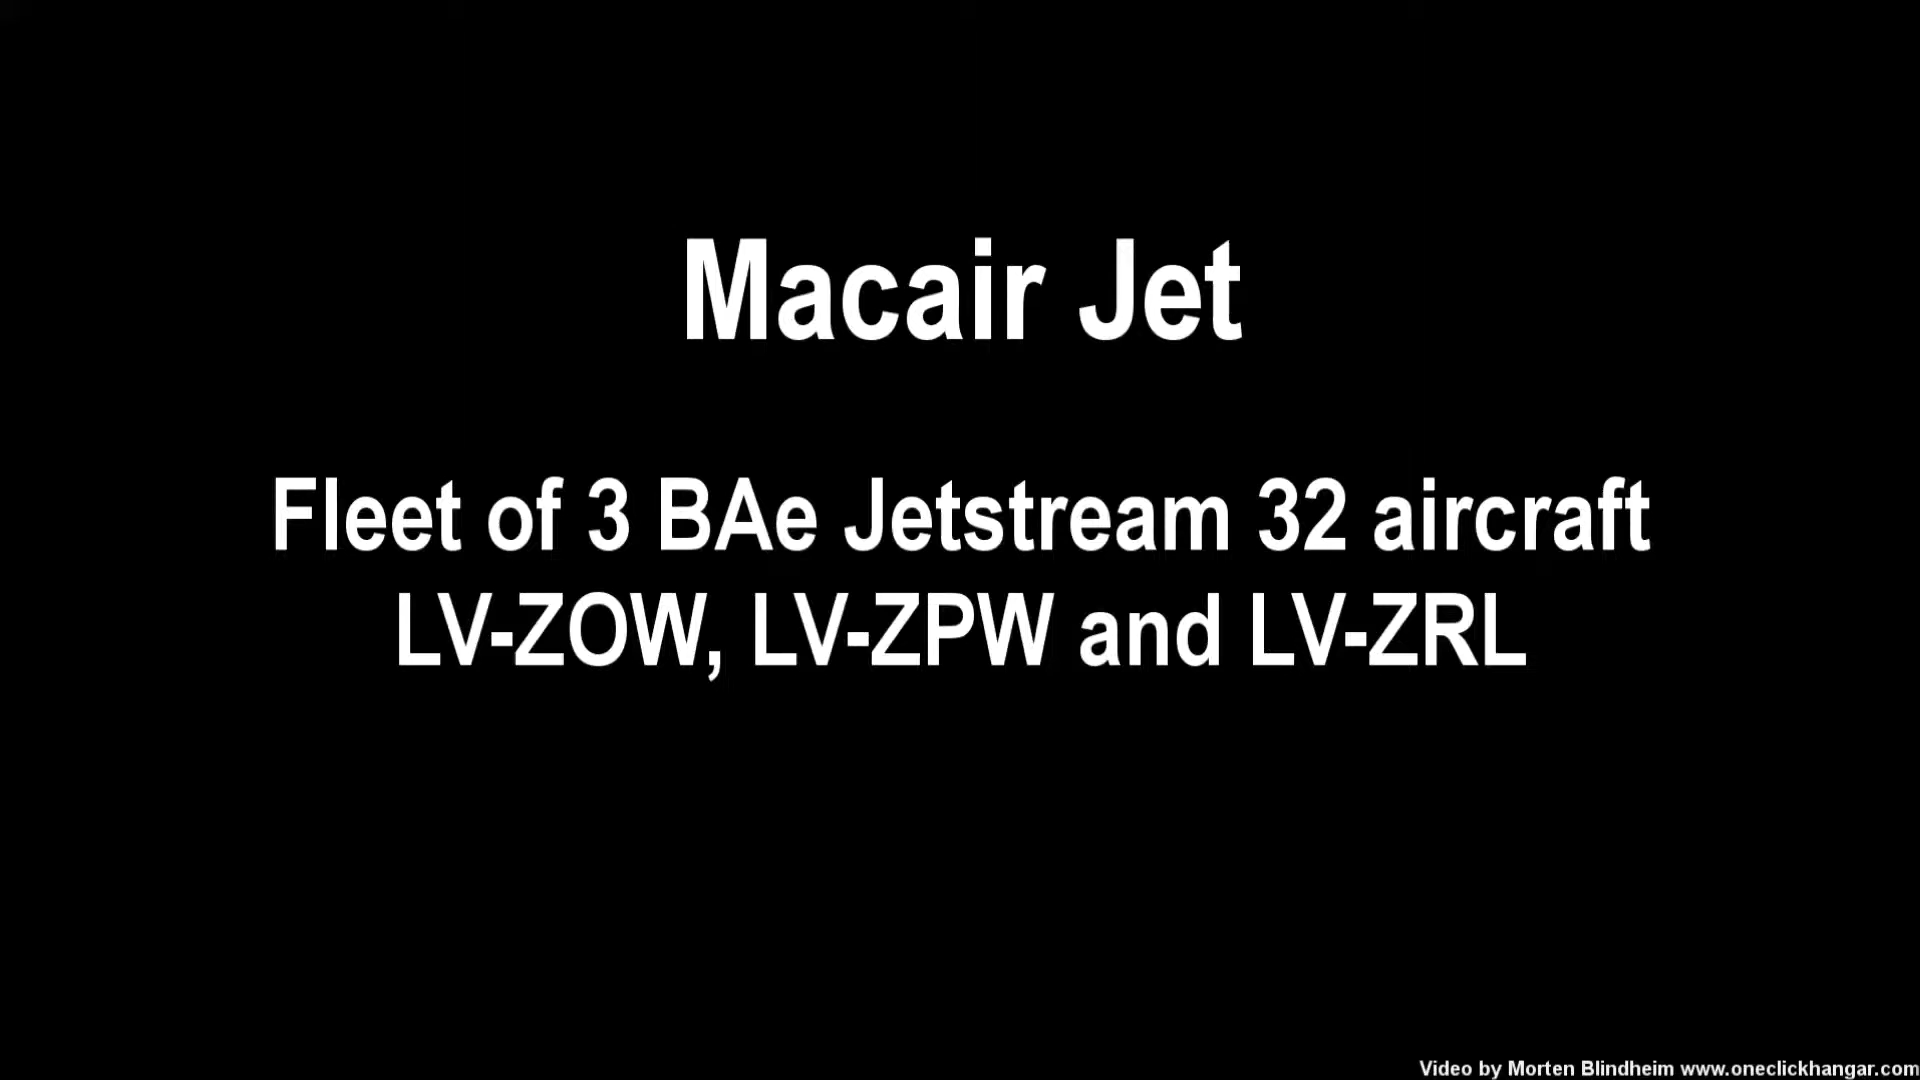 Macair Jet
Fleet of 3 BAe Jetstream 32 aircraft
LV-ZOW, LV-ZPW and LV-ZRL
Video by Morten Blindheim www.oneclickhangar.com